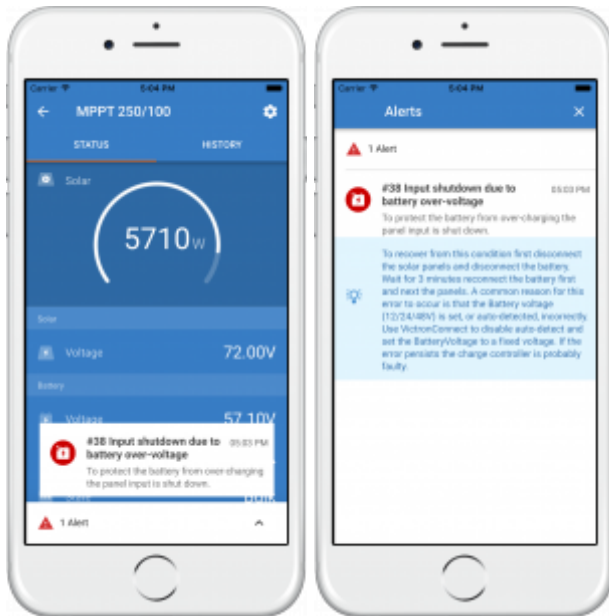 Carrier 5:04 PM
MPPT 250/100
STATUS HISTORY
Solar
5710W
Solar
Voltage 72.00V
Battery
Voltage 57.10V
#38 Input shutdown due to 05:03 PM
battery over-voltage
To protect the battery from over-charging
the panel input is shut down.
1 Alert
Carrier 5:04 PM
Alerts
1 Alert
#38 Input shutdown due to 05:03 PM
battery over-voltage
To protect the battery from over-charging the
panel input is shut down.
To recover from this condition first disconnect
the solar panels and disconnect the battery.
Wait for 3 minutes reconnect the battery first
and next the panels. A common reason for this
error to occur is that the Battery voltage
(12/24/48V) is set, or auto-detected, incorrectly.
Use VictronConnect to disable auto-detect and
set the BatteryVoltage to a fixed voltage. If the
error persists the charge controller is probably
faulty.